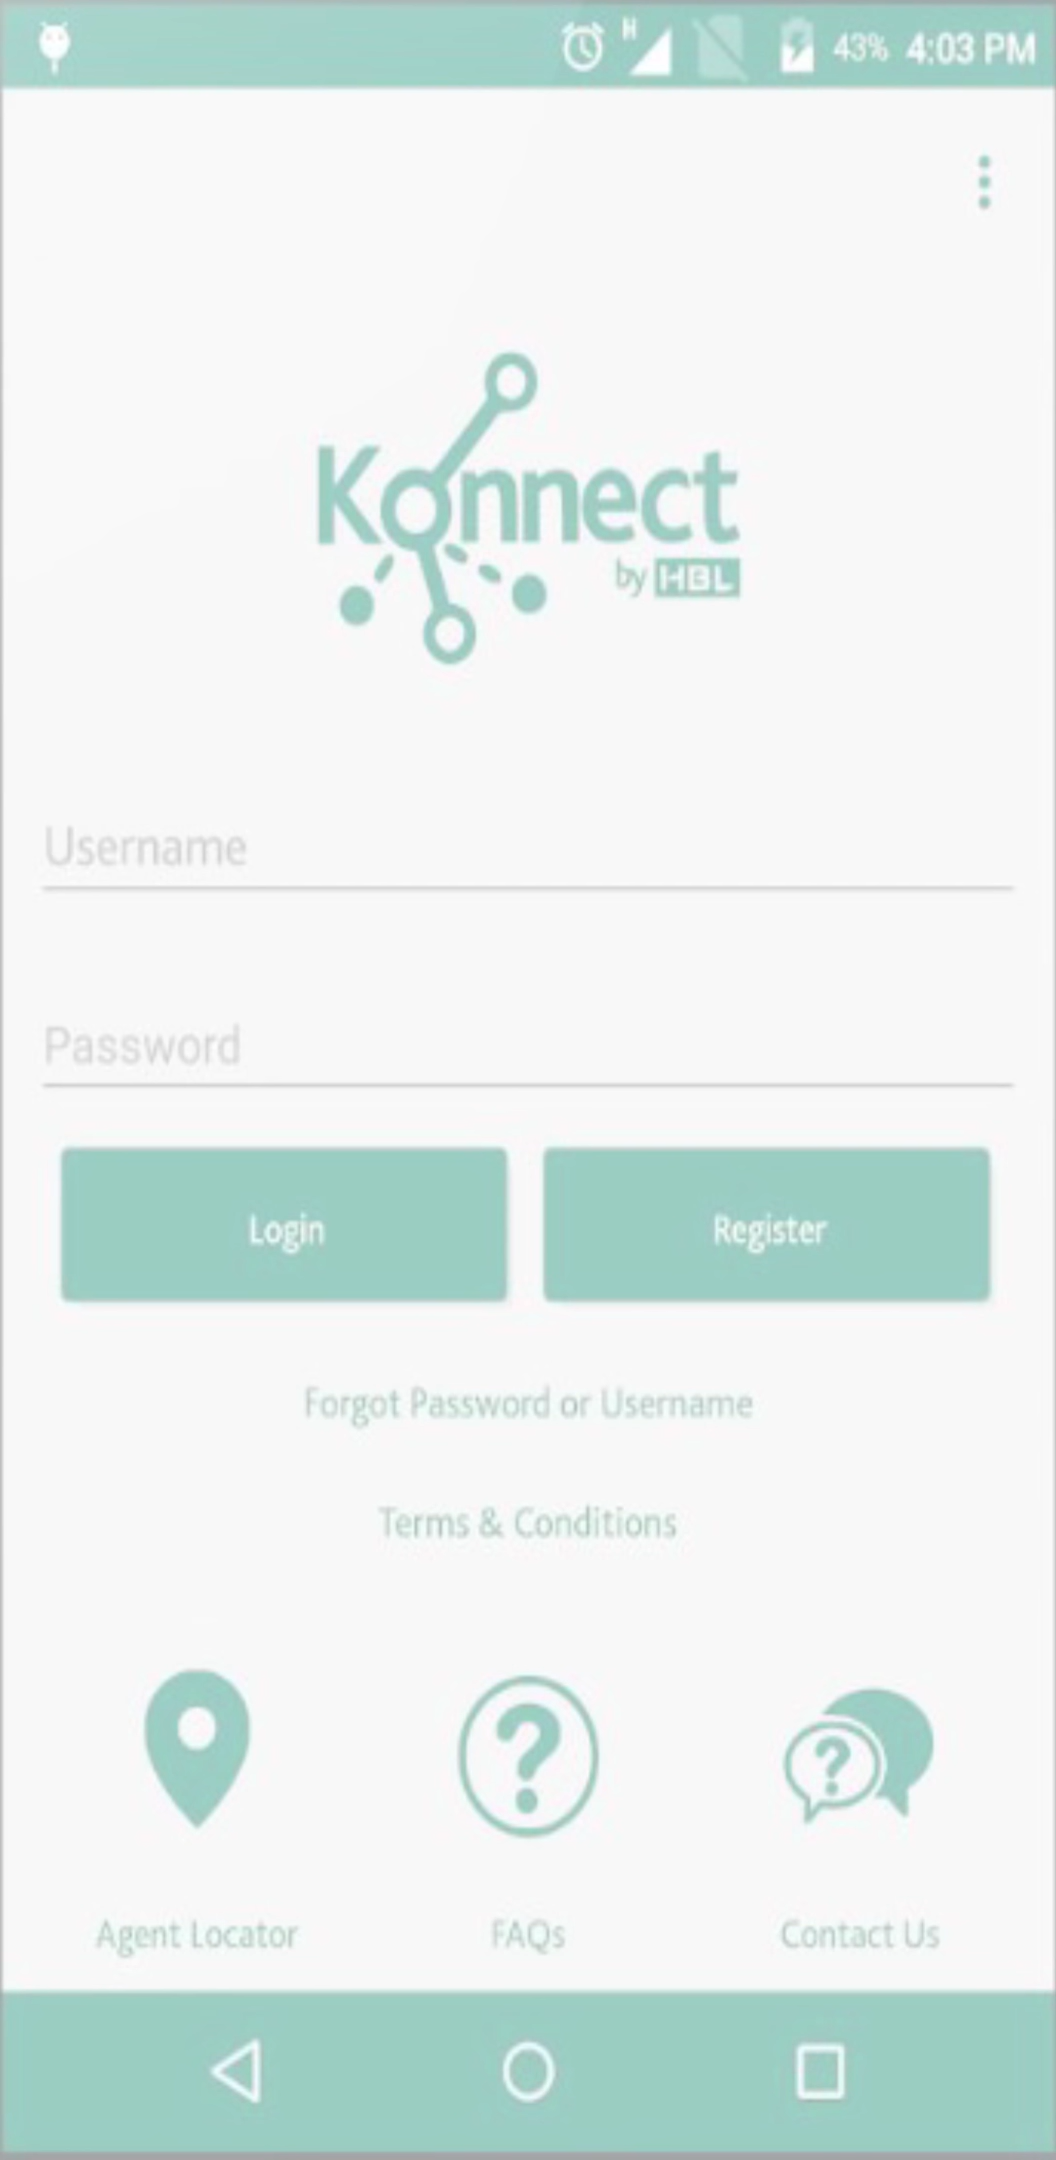 H 43% 4:03 PM
Konnect
by HBL
Username
Password
Login Register
Forgot Password or Username
Terms & Conditions
Agent Locator FAQs Contact Us